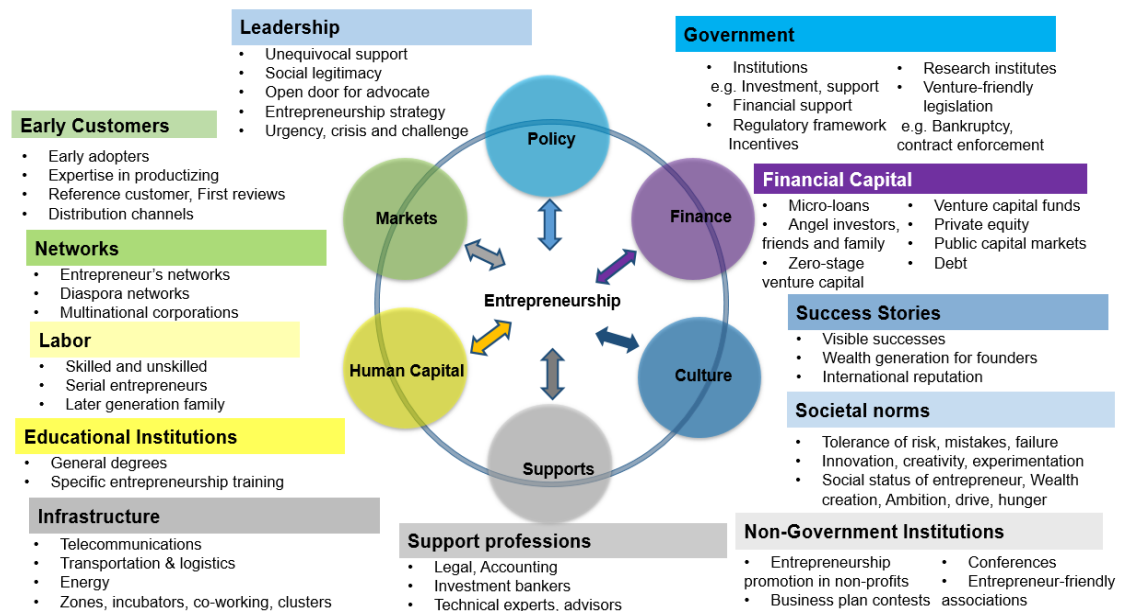 Leadership
• Unequivocal support
• Social legitimacy
• Open door for advocate
• Entrepreneurship strategy
• Urgency, crisis and challenge
Government
• Institutions
e.g. Investment, support
• Financial support
• Regulatory framework
Incentives
• Research institutes
• Venture-friendly
legislation
e.g. Bankruptcy,
contract enforcement
Early Customers
• Early adopters
• Expertise in productizing
• Reference customer, First reviews
• Distribution channels
Networks
• Entrepreneur's networks
• Diaspora networks
• Multinational corporations
Labor
• Skilled and unskilled
• Serial entrepreneurs
• Later generation family
Educational Institutions
• General degrees
• Specific entrepreneurship training
Infrastructure
• Telecommunications
• Transportation & logistics
• Energy
• Zones, incubators, co-working, clusters
Policy
Markets
Finance
Entrepreneurship
Human Capital
Culture
Supports
Financial Capital
• Micro-loans
• Angel investors,
friends and family
• Zero-stage
venture capital
• Venture capital funds
• Private equity
• Public capital markets
• Debt
Success Stories
• Visible successes
• Wealth generation for founders
• International reputation
Societal norms
• Tolerance of risk, mistakes, failure
• Innovation, creativity, experimentation
• Social status of entrepreneur, Wealth
creation, Ambition, drive, hunger
Support professions
• Legal, Accounting
• Investment bankers
• Technical experts, advisors
Non-Government Institutions
• Entrepreneurship
promotion in non-profits
• Business plan contests
• Conferences
• Entrepreneur-friendly
associations